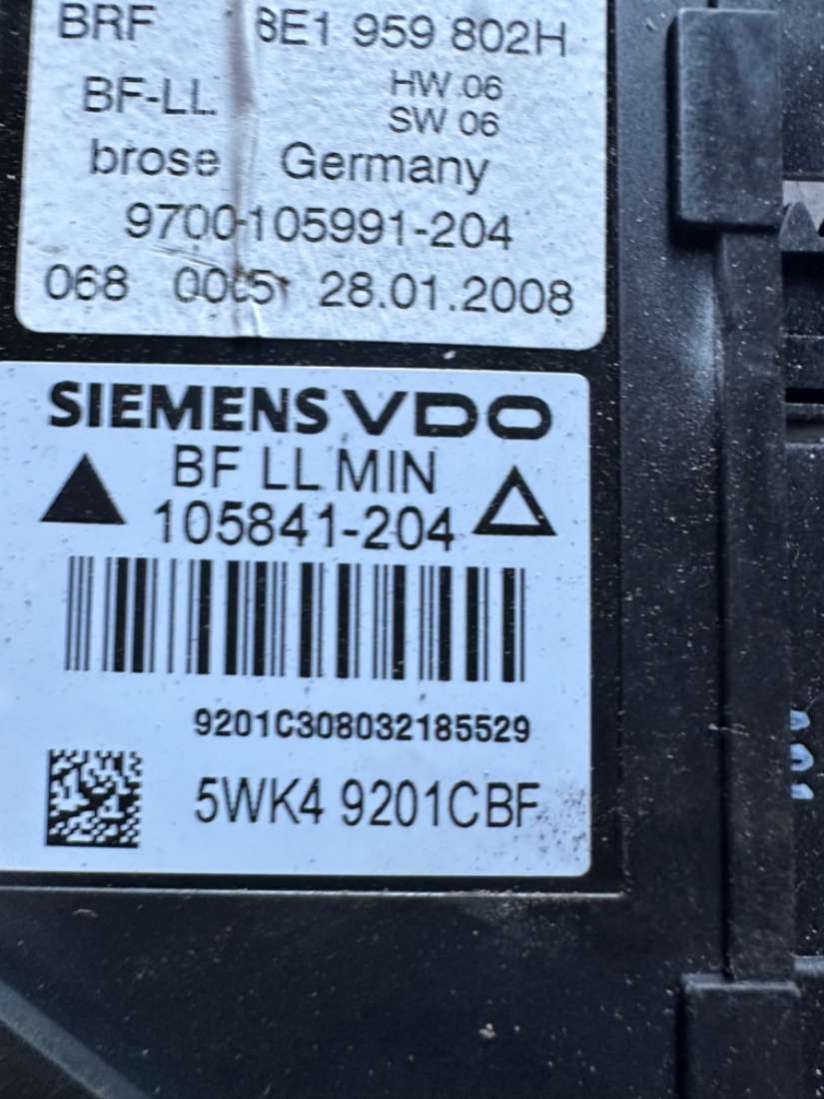 BRF 8E1 959 802H
BF-LL HW 06
SW 06
brose Germany
9700-105991-204
068 28.01.2008
SIEMENS VDO
BF LL MIN
105841-204
9201C308032185529
5WK4 9201CBF